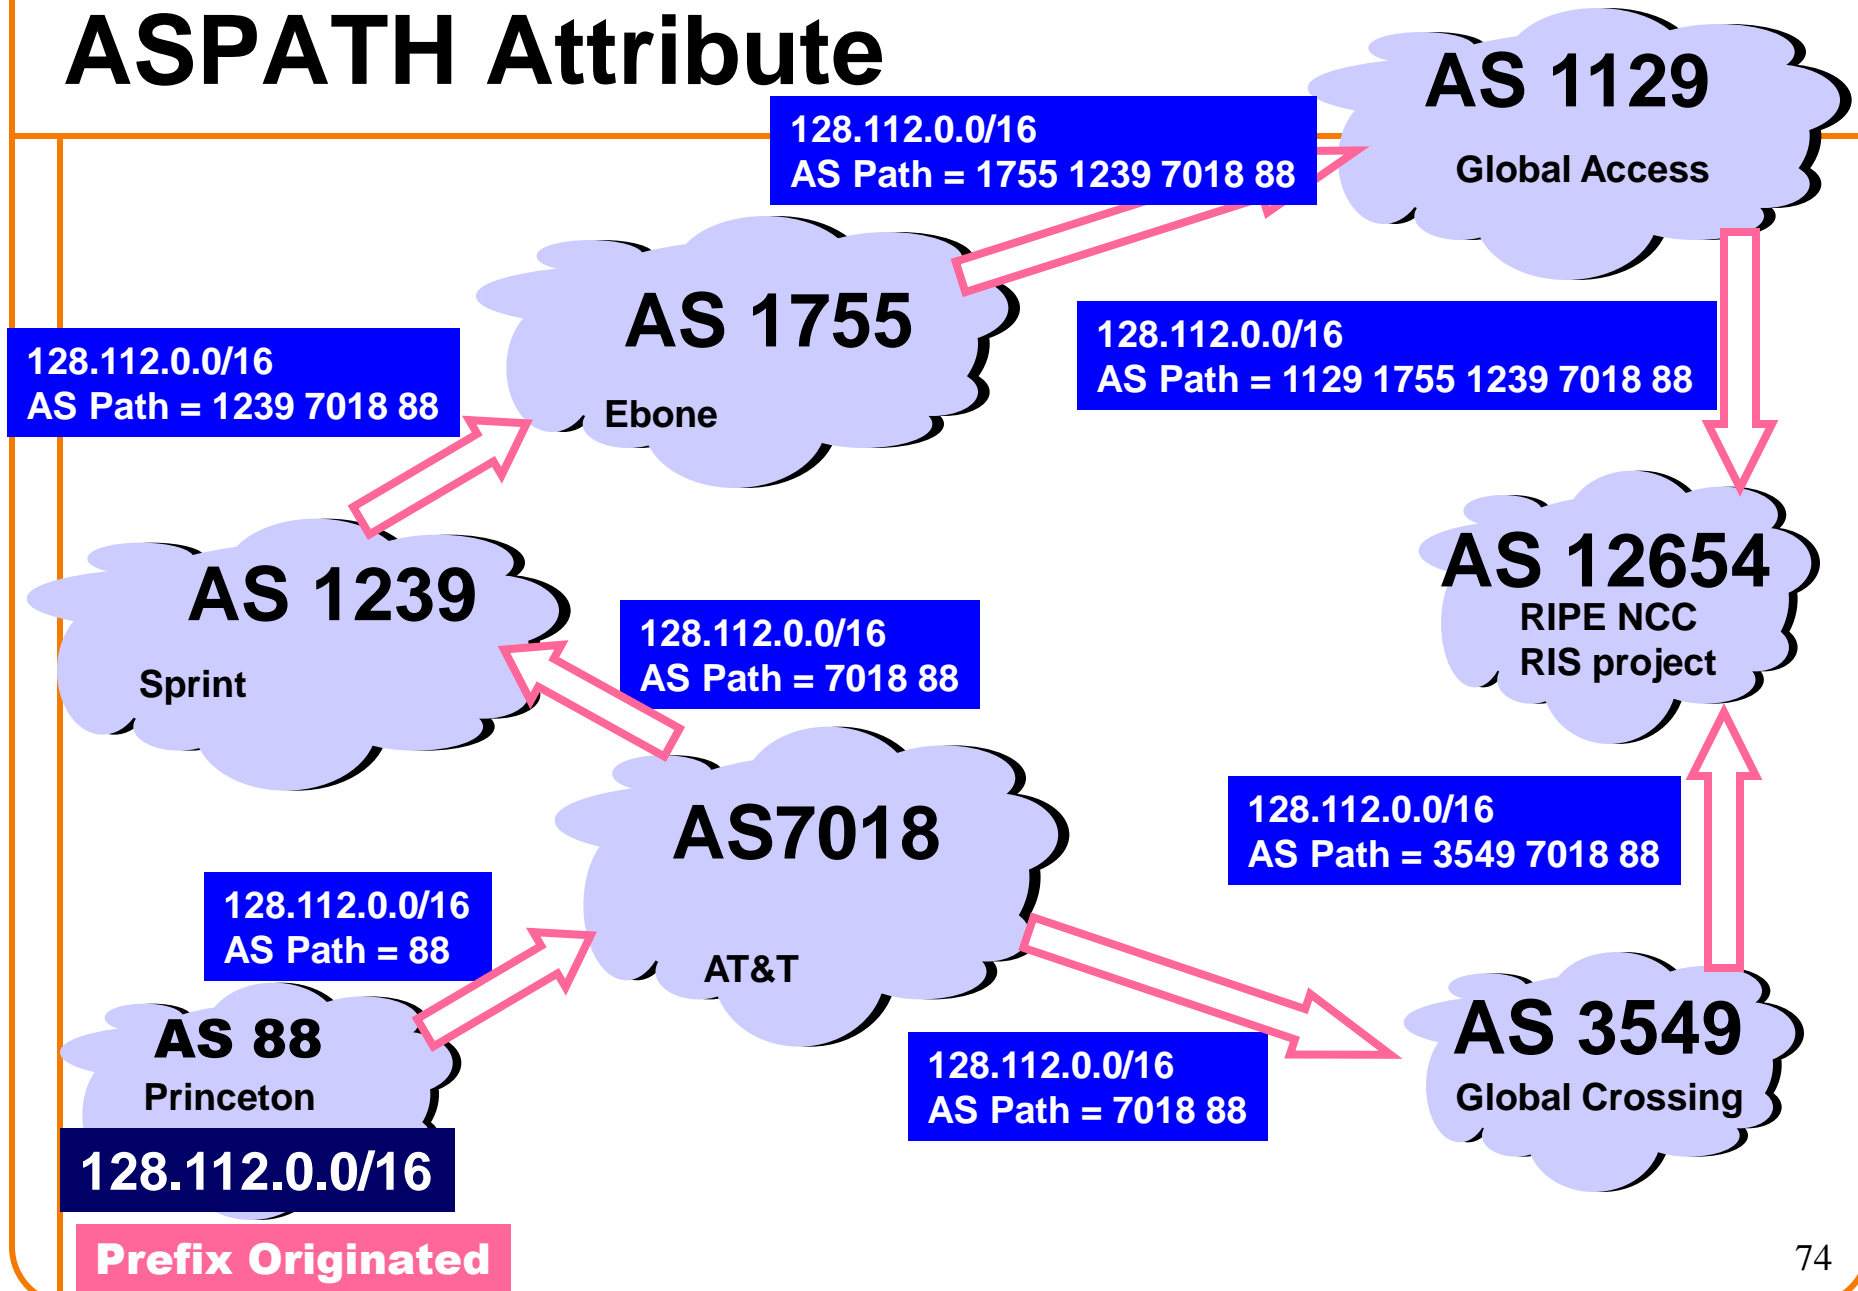 ASPATH Attribute
AS 1129
Global Access
128.112.0.0/16
AS Path = 1755 1239 7018 88
AS 1755
Ebone
128.112.0.0/16
AS Path = 1129 1755 1239 7018 88
128.112.0.0/16
AS Path = 1239 7018 88
AS 12654
RIPE NCC
RIS project
AS 1239
Sprint
128.112.0.0/16
AS Path = 7018 88
AS7018
AT&T
128.112.0.0/16
AS Path = 3549 7018 88
128.112.0.0/16
AS Path = 88
AS 88
Princeton
128.112.0.0/16
AS 3549
Global Crossing
128.112.0.0/16
AS Path = 7018 88
Prefix Originated
74